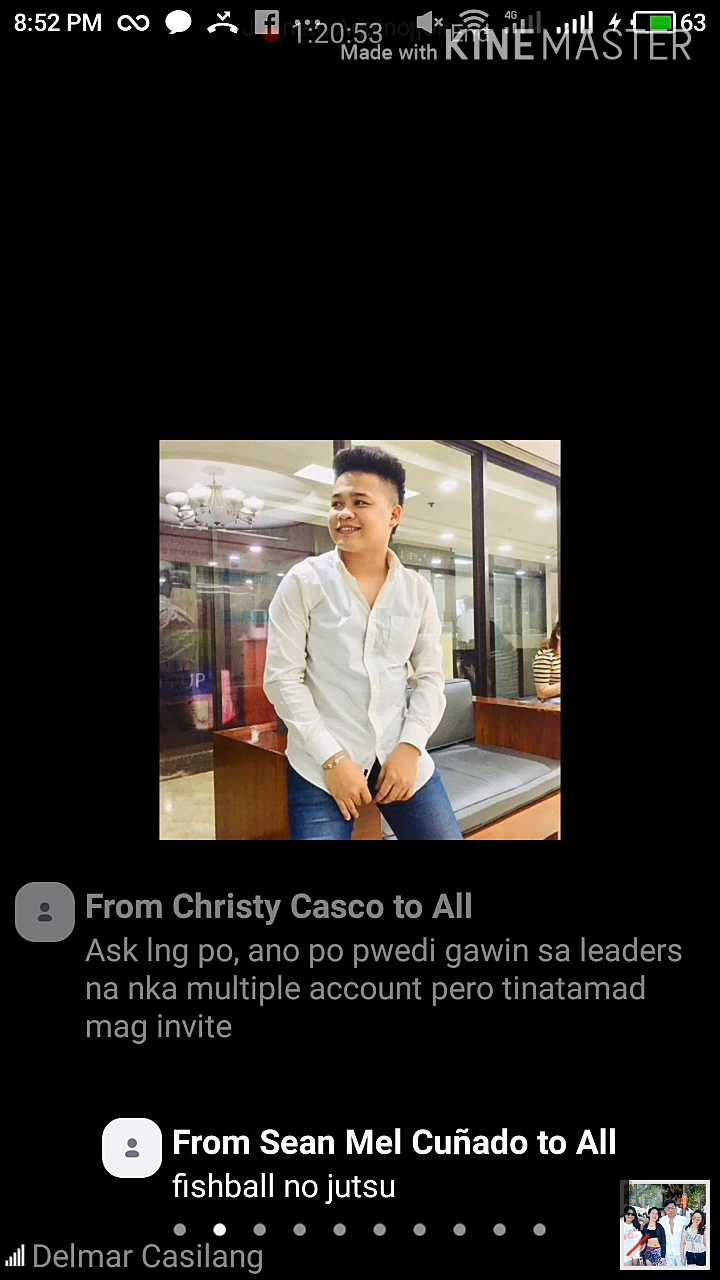 8:52 PM
4G
63
1:20:53
End
Made with KINEMASTER
UP
From Christy Casco to All
Ask lng po, ano po pwedi gawin sa leaders
na nka multiple account pero tinatamad
mag invite
From Sean Mel Cuñado to All
fishball no jutsu
Delmar Casilang